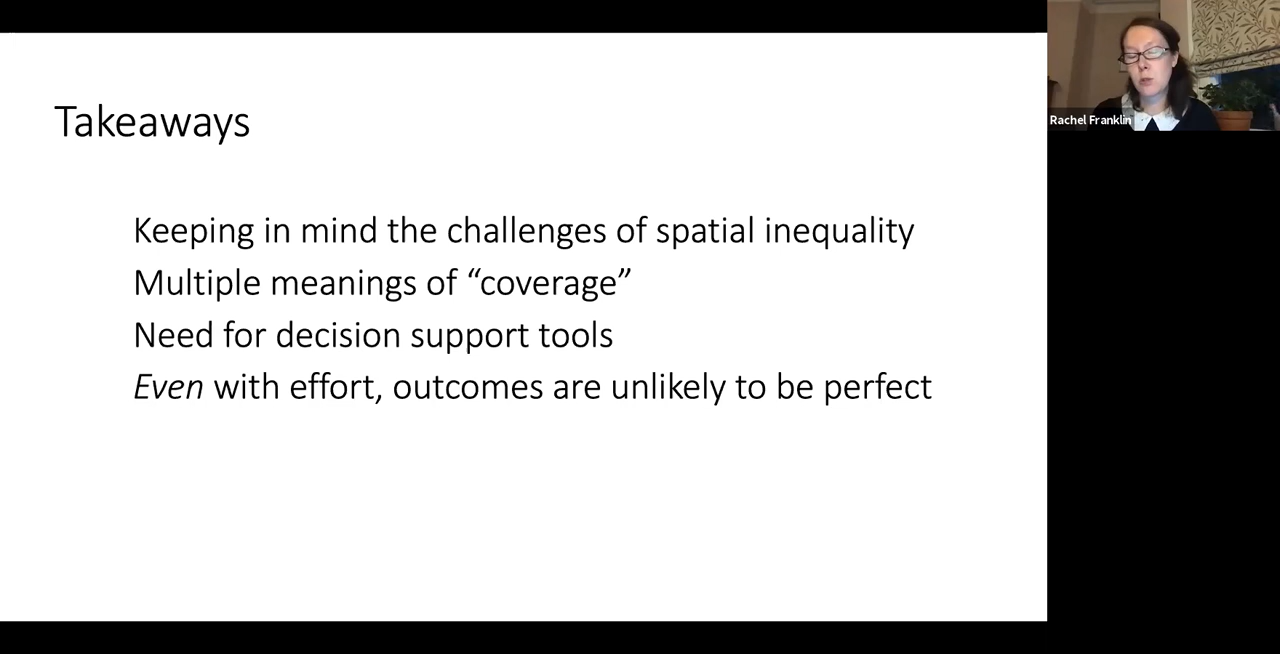 Takeaways
Keeping in mind the challenges of spatial inequality
Multiple meanings of “coverage”
Need for decision support tools
Even with effort, outcomes are unlikely to be perfect
Rachel Franklin